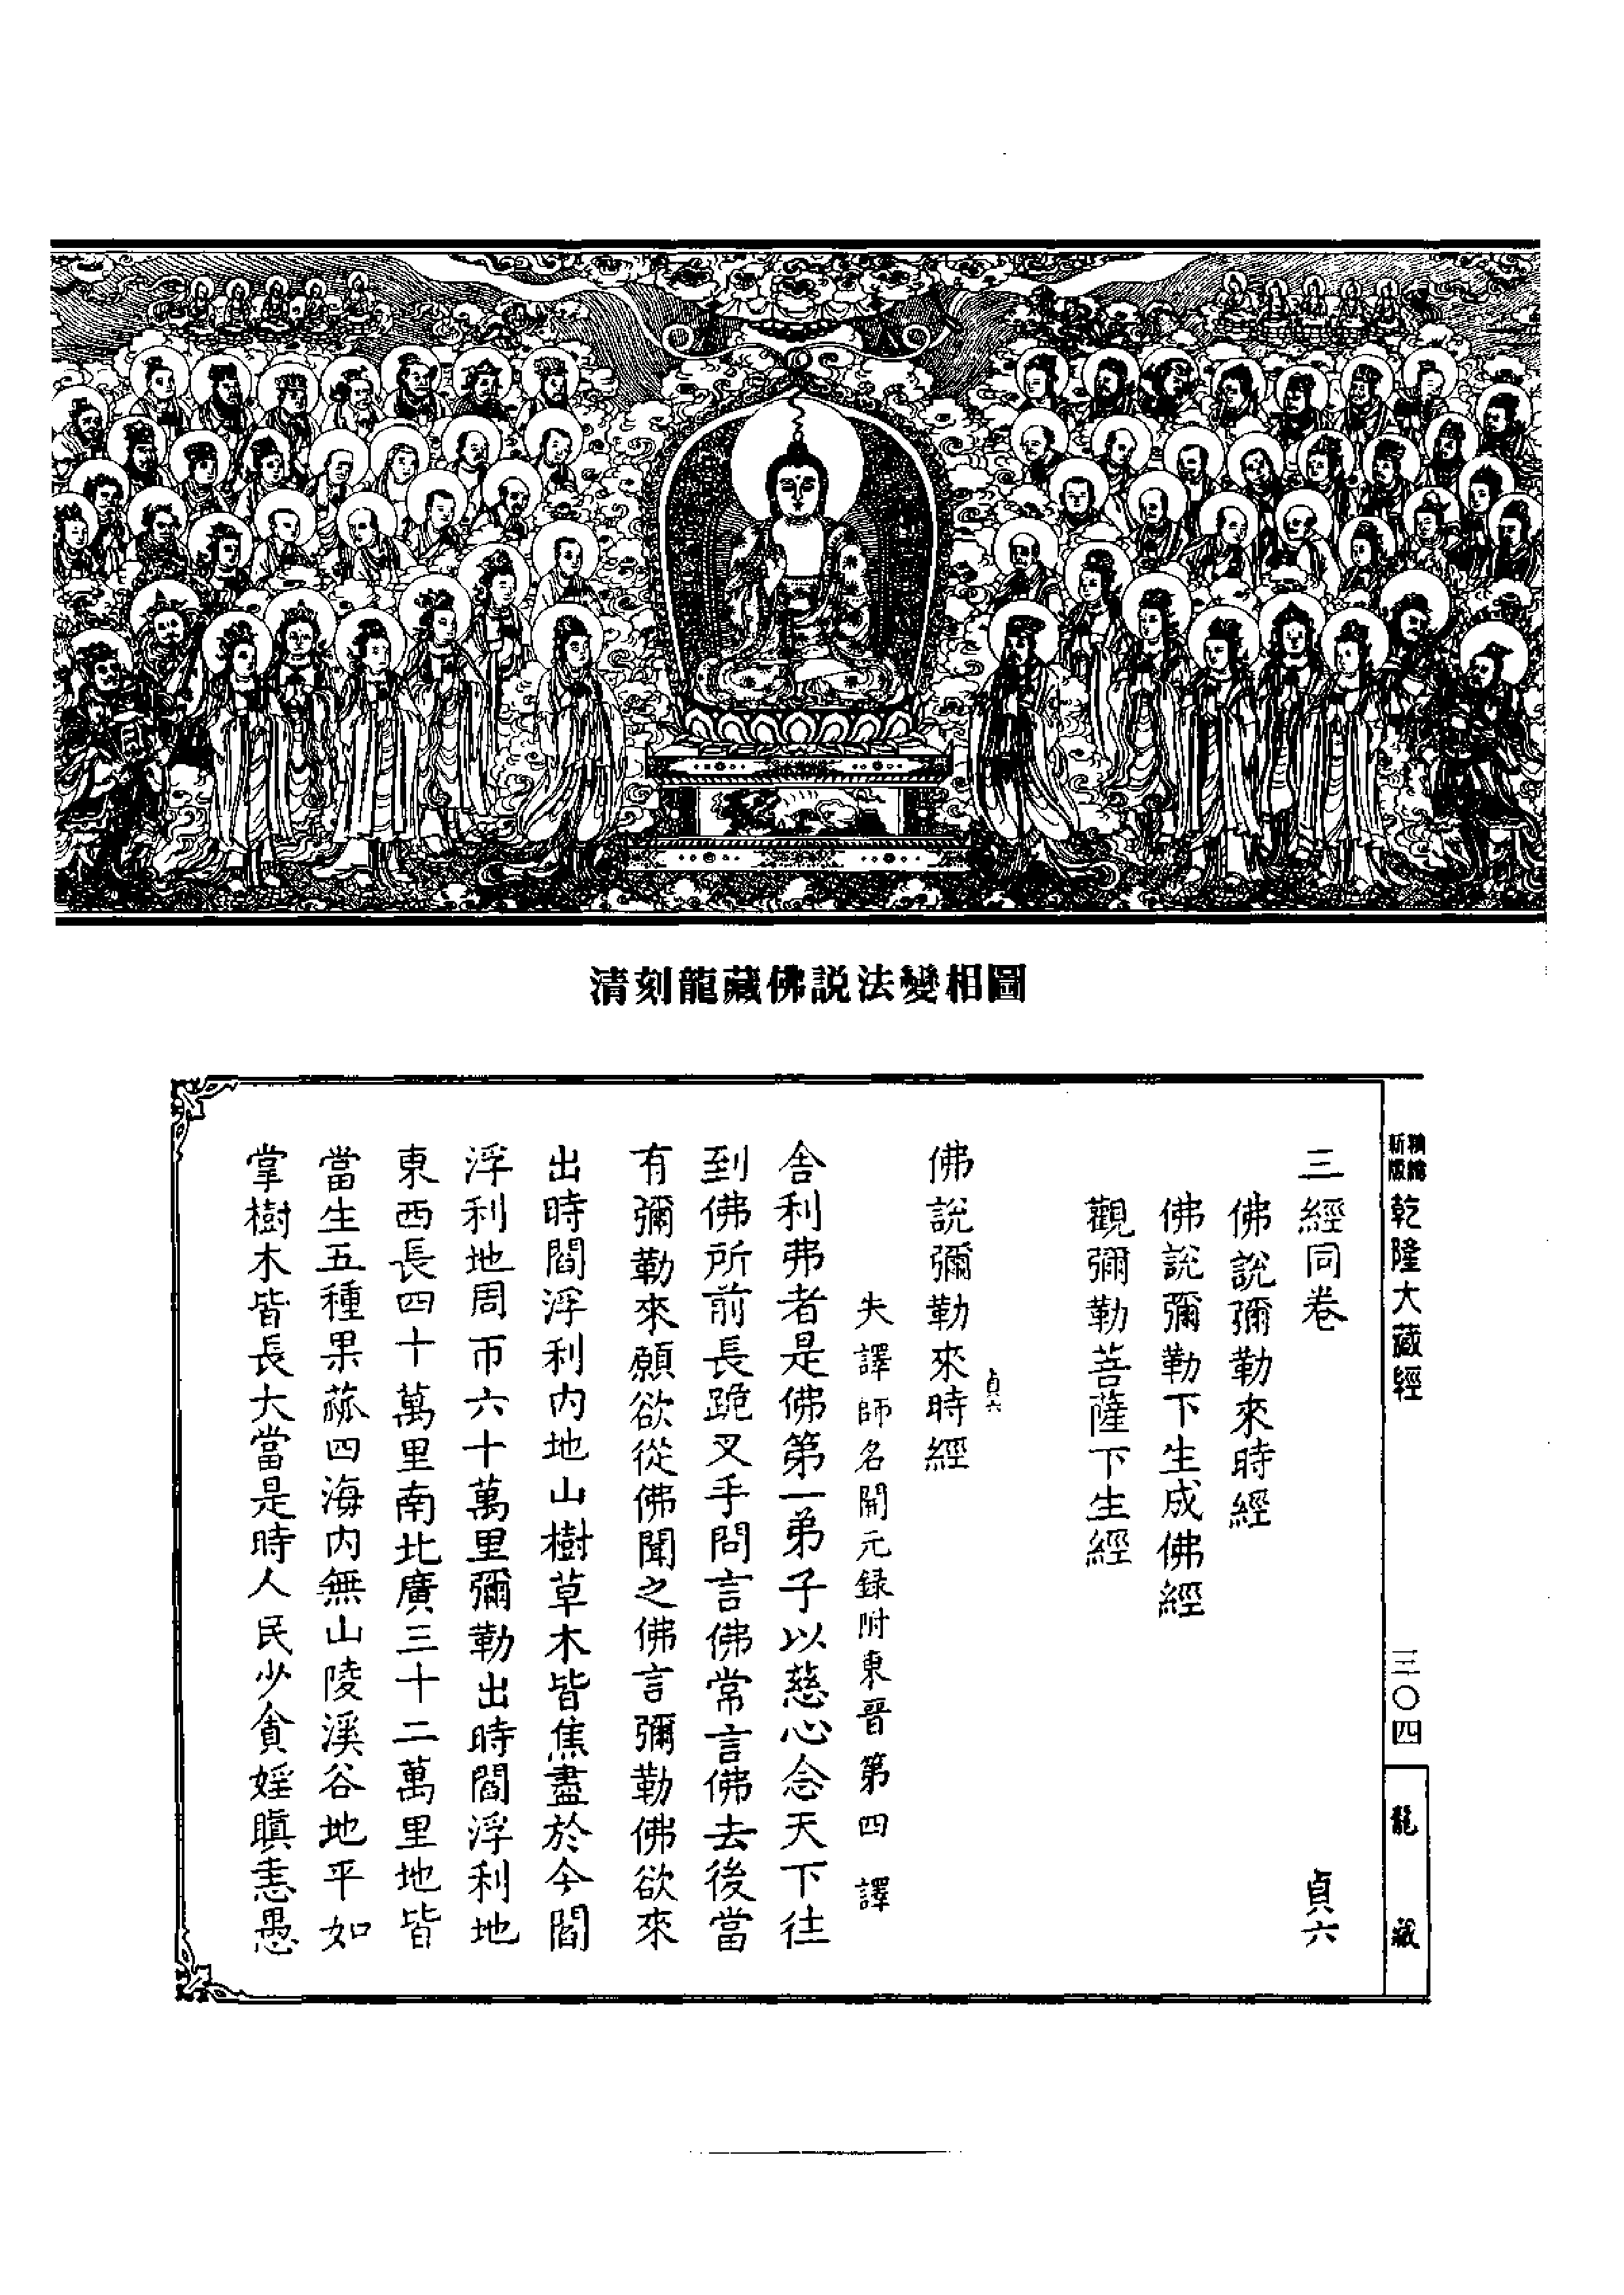 清刻龍藏佛説法變相圖
新版
精縮
乾隆大藏經
三〇四
龍藏
三經同卷 貞六
佛說彌勒來時經
佛說彌勒下生成佛經
觀彌勒菩薩下生經
貞六
佛說彌勒來時經
失譯師名開元録附東晉第四譯
舍利弗者是佛第一弟子以慈心念天下往
到佛所前長跪叉手問言佛常言佛去後當
有彌勒來願欲從佛聞之佛言彌勒佛欲來
出時閻浮利內地山樹草木皆焦盡於今閻
浮利地周帀六十萬里彌勒出時閻浮利地
東西長四十萬里南北廣三十二萬里地皆
當生五種果蓏四海內無山陵溪谷地平如
掌樹木皆長大當是時人民少貪婬瞋恚愚